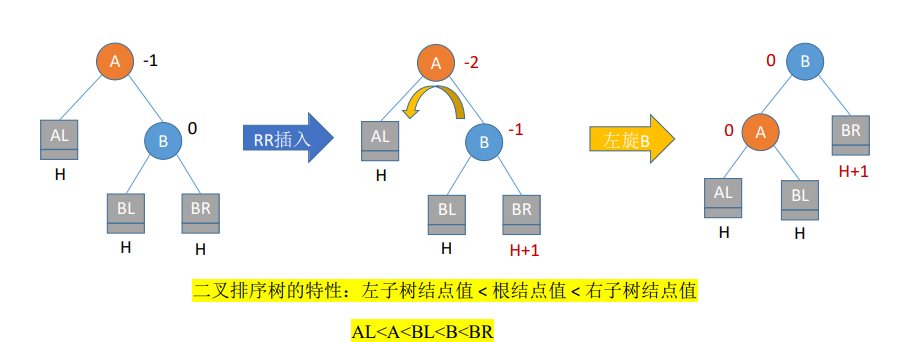 A -1
AL
H
B 0
BL BR
H H
RR插入
A -2
AL
H
B -1
BL BR
H H+1
左旋B
0 B
0 A
BR
H+1
AL BL
H H
二叉排序树的特性：左子树结点值 < 根结点值 < 右子树结点值
AL<A<BL<B<BR